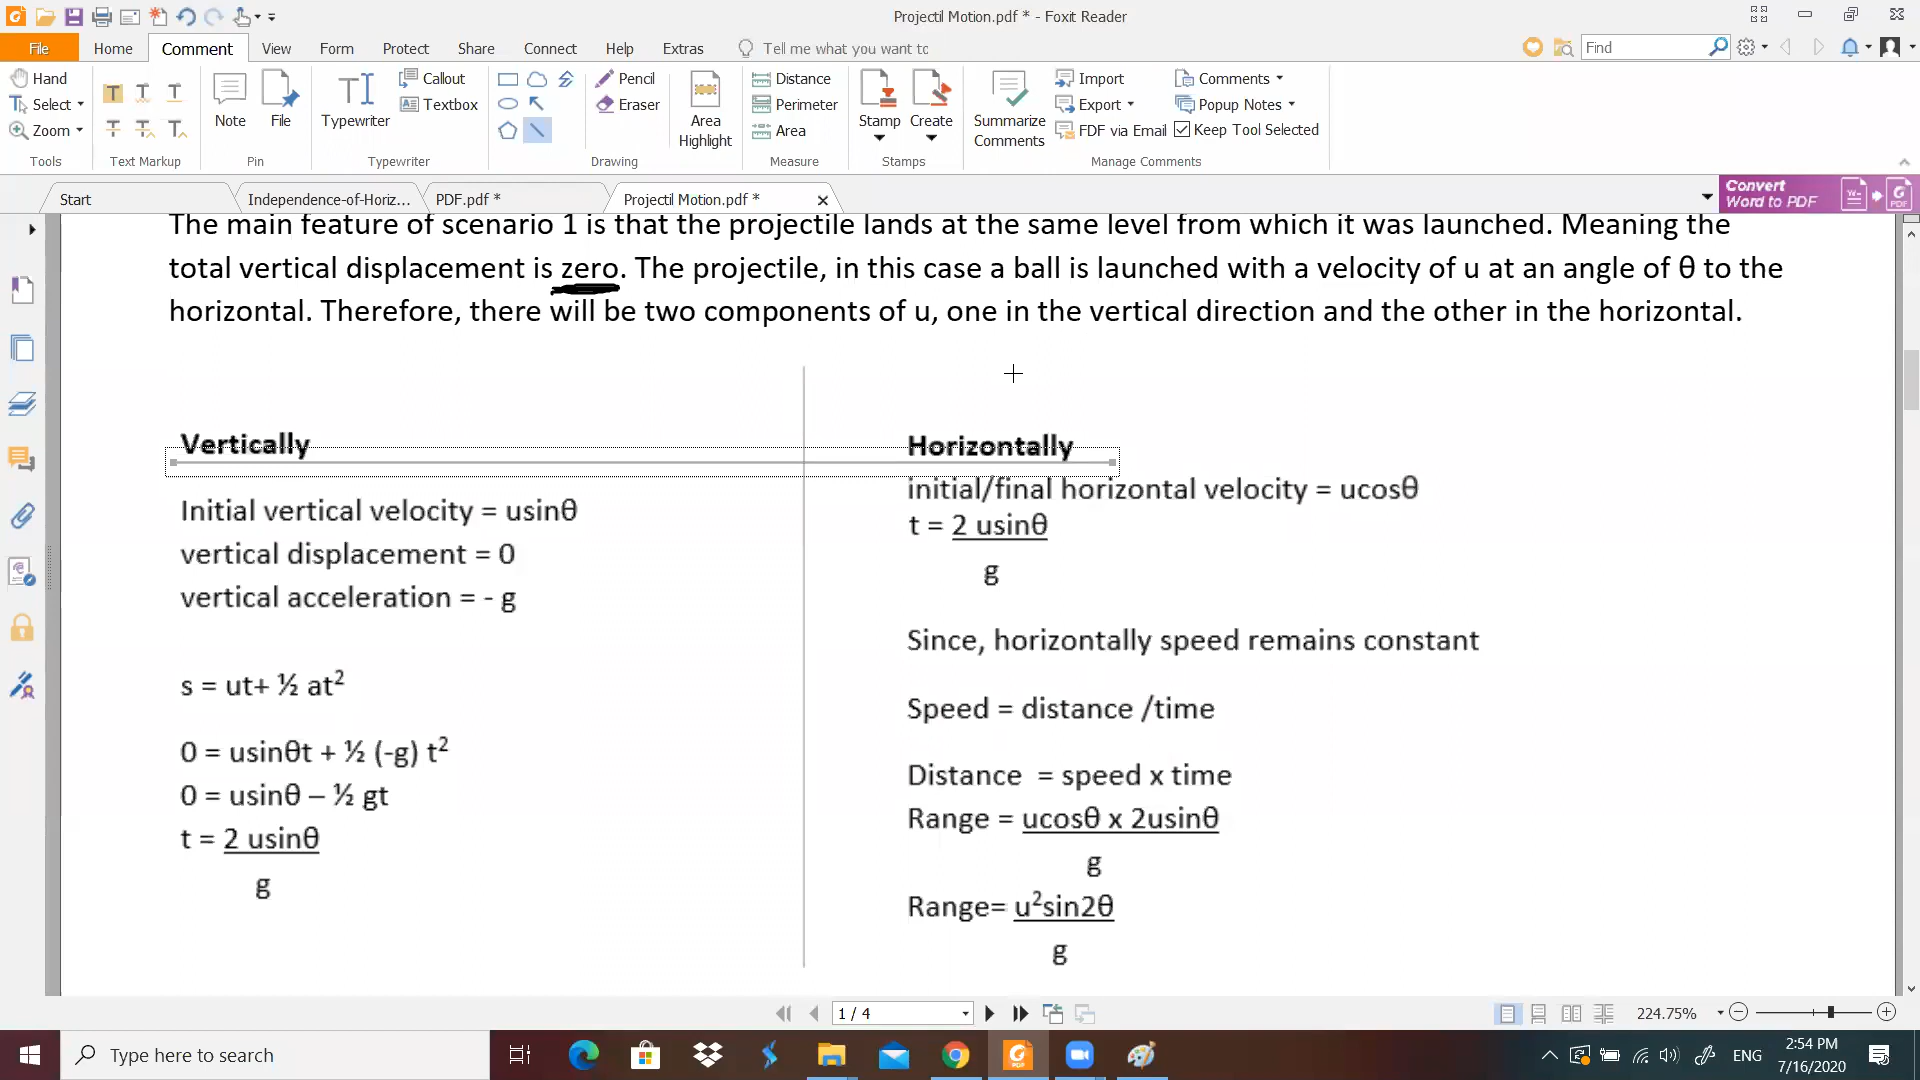 Projectil Motion.pdf * - Foxit Reader
File Home Comment View Form Protect Share Connect Help Extras Tell me what you want to Find
Hand
Select
Zoom
Tools
T T T
T T T
Text Markup
Note
File
Pin
Typewriter
Callout
Textbox
Typewriter
Pencil
Eraser
Drawing
Area
Highlight
Distance
Perimeter
Area
Measure
Stamp
Create
Stamps
Summarize
Comments
Import
Export
FDF via Email
Comments
Popup Notes
Keep Tool Selected
Manage Comments
Start Independence-of-Horiz... PDF.pdf * Projectil Motion.pdf *
Convert
Word to PDF
The main feature of scenario 1 is that the projectile lands at the same level from which it was launched. Meaning the
total vertical displacement is zero. The projectile, in this case a ball is launched with a velocity of u at an angle of θ to the
horizontal. Therefore, there will be two components of u, one in the vertical direction and the other in the horizontal.
Vertically
Initial vertical velocity = usinθ
vertical displacement = 0
vertical acceleration = - g
s = ut+ ½ at²
0 = usinθt + ½ (-g) t²
0 = usinθ – ½ gt
t = 2 usinθ
g
Horizontally
initial/final horizontal velocity = ucosθ
t = 2 usinθ
g
Since, horizontally speed remains constant
Speed = distance /time
Distance = speed x time
Range = ucosθ x 2usinθ
g
Range= u²sin2θ
g
1 / 4
224.75%
Type here to search
ENG
2:54 PM
7/16/2020